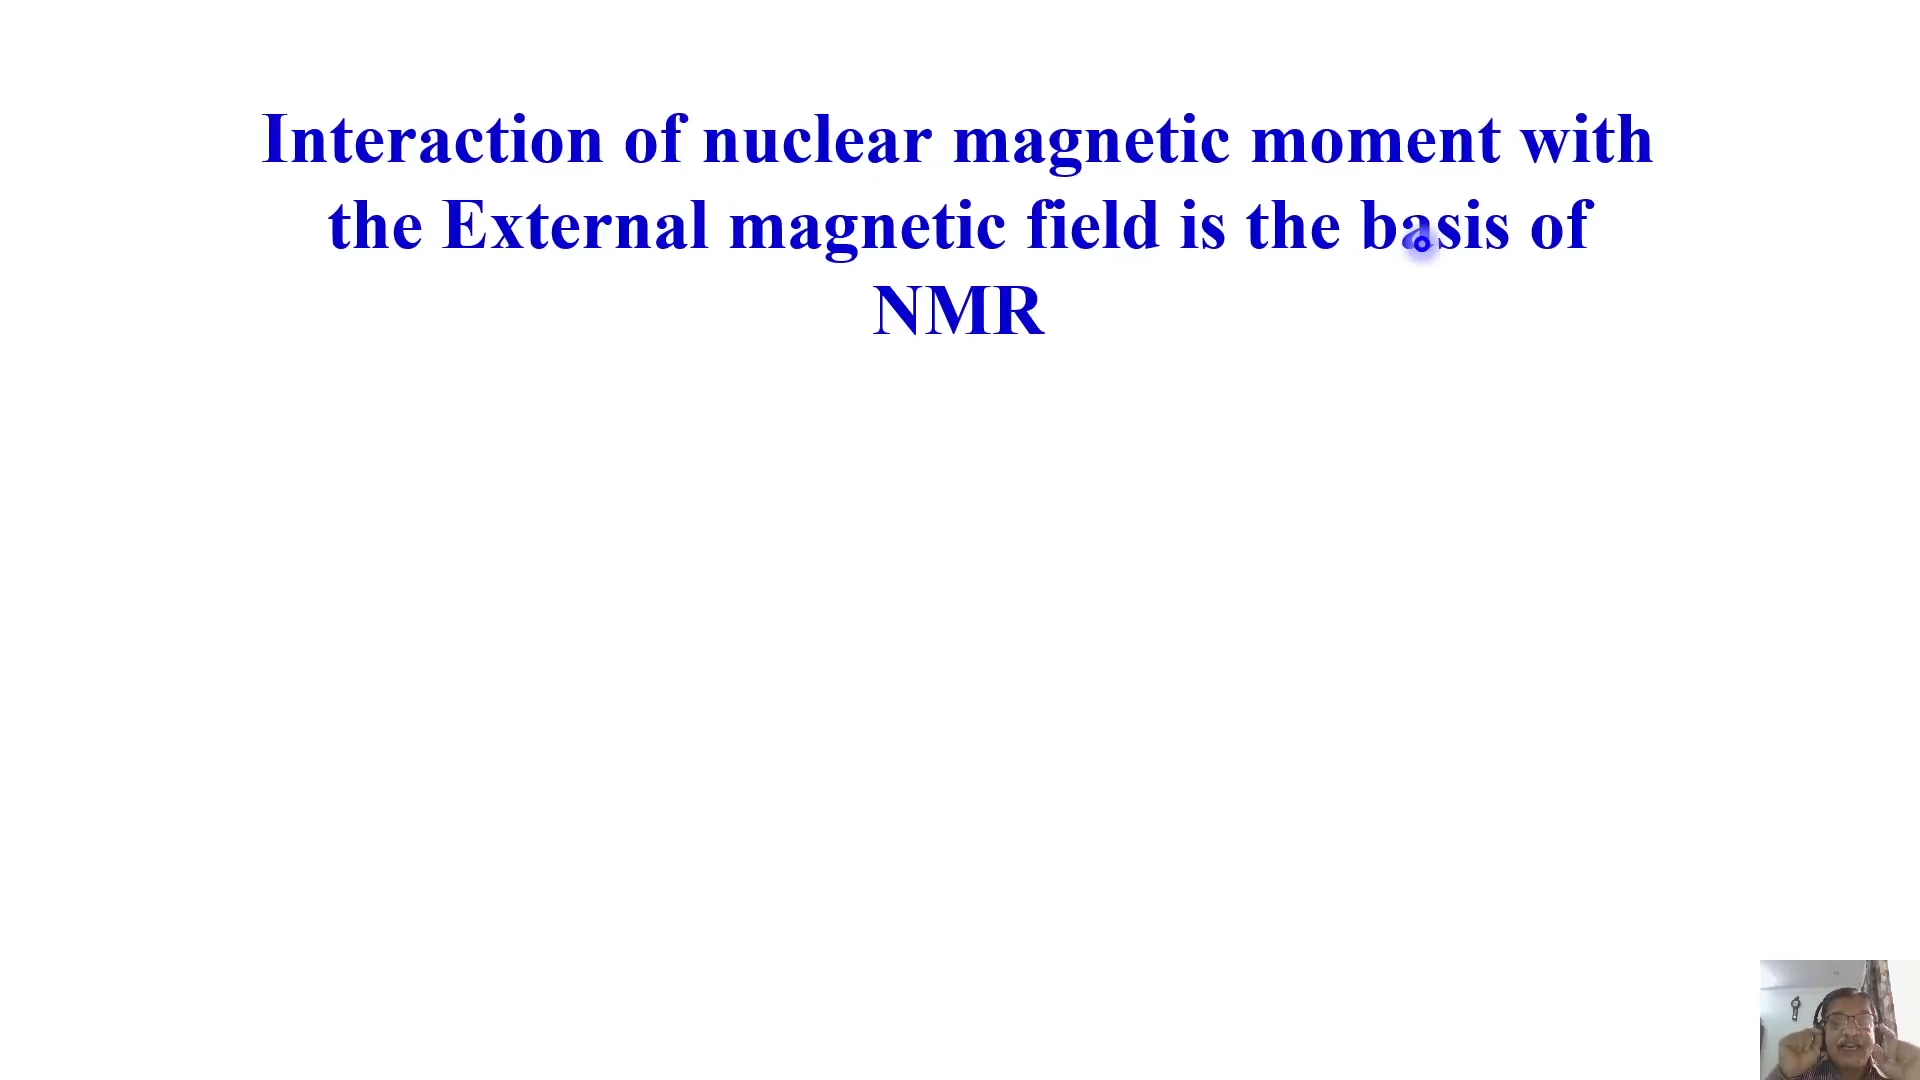 Interaction of nuclear magnetic moment with
the External magnetic field is the basis of
NMR